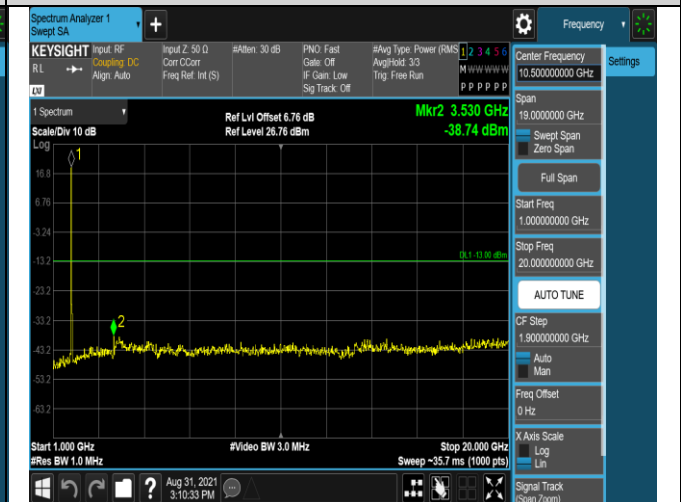 Spectrum Analyzer 1
Swept SA
Frequency
KEYSIGHT
RL
LXI
Input: RF
Coupling: DC
Align: Auto
Input Z: 50 Ω
Corr CCorr
Freq Ref: Int (S)
#Atten: 30 dB
PNO: Fast
Gate: Off
IF Gain: Low
Sig Track: Off
#Avg Type: Power (RMS
Avg|Hold: 3/3
Trig: Free Run
1 2 3 4 5 6
M W W W W W
P P P P P P
1 Spectrum
Scale/Div 10 dB
Ref Lvl Offset 6.76 dB
Ref Level 26.76 dBm
Mkr2 3.530 GHz
-38.74 dBm
Log
1
16.8
6.76
-3.24
DL1 -13.00 dBm
-13.2
-23.2
-33.2
2
-43.2
-53.2
-63.2
Start 1.000 GHz
#Res BW 1.0 MHz
#Video BW 3.0 MHz
Stop 20.000 GHz
Sweep ~35.7 ms (1000 pts)
Aug 31, 2021
3:10:33 PM
Center Frequency
10.500000000 GHz
Settings
Span
19.0000000 GHz
Swept Span
Zero Span
Full Span
Start Freq
1.000000000 GHz
Stop Freq
20.000000000 GHz
AUTO TUNE
CF Step
1.900000000 GHz
Auto
Man
Freq Offset
0 Hz
X Axis Scale
Log
Lin
Signal Track
(Span Zoom)